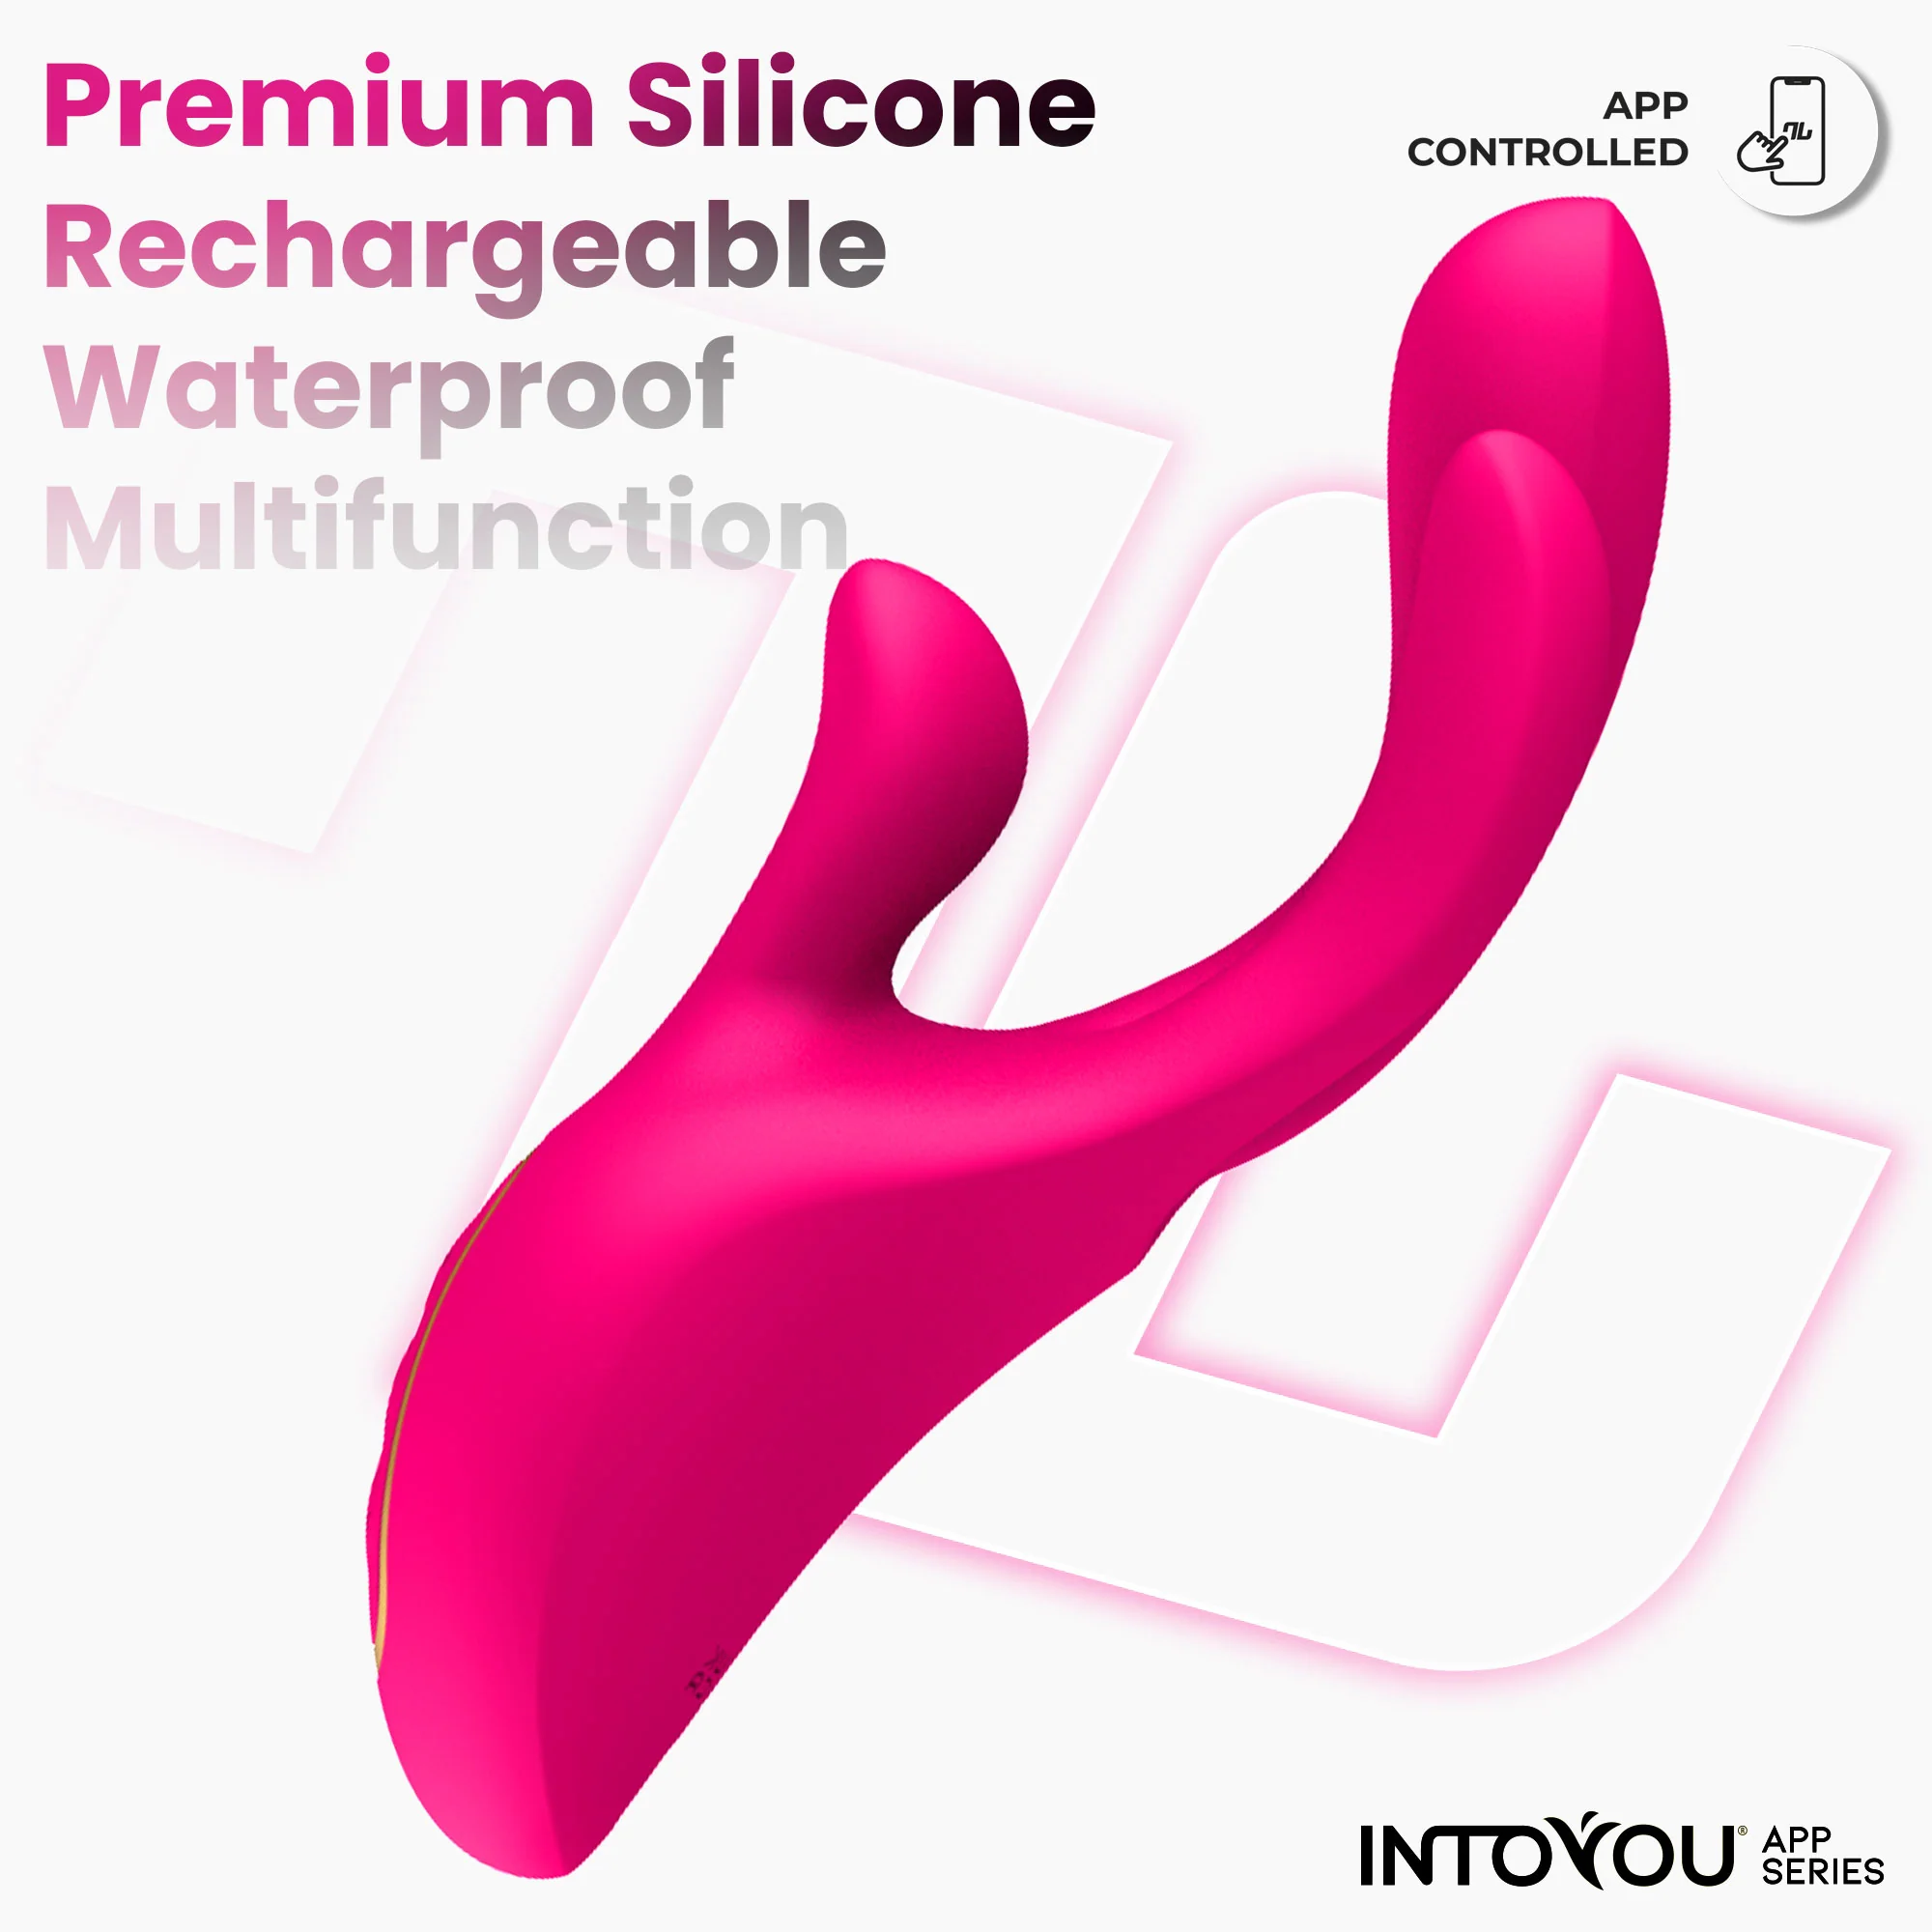 Premium Silicone
Rechargeable
Waterproof
Multifunction
APP
CONTROLLED
INTOYOU® APP
SERIES